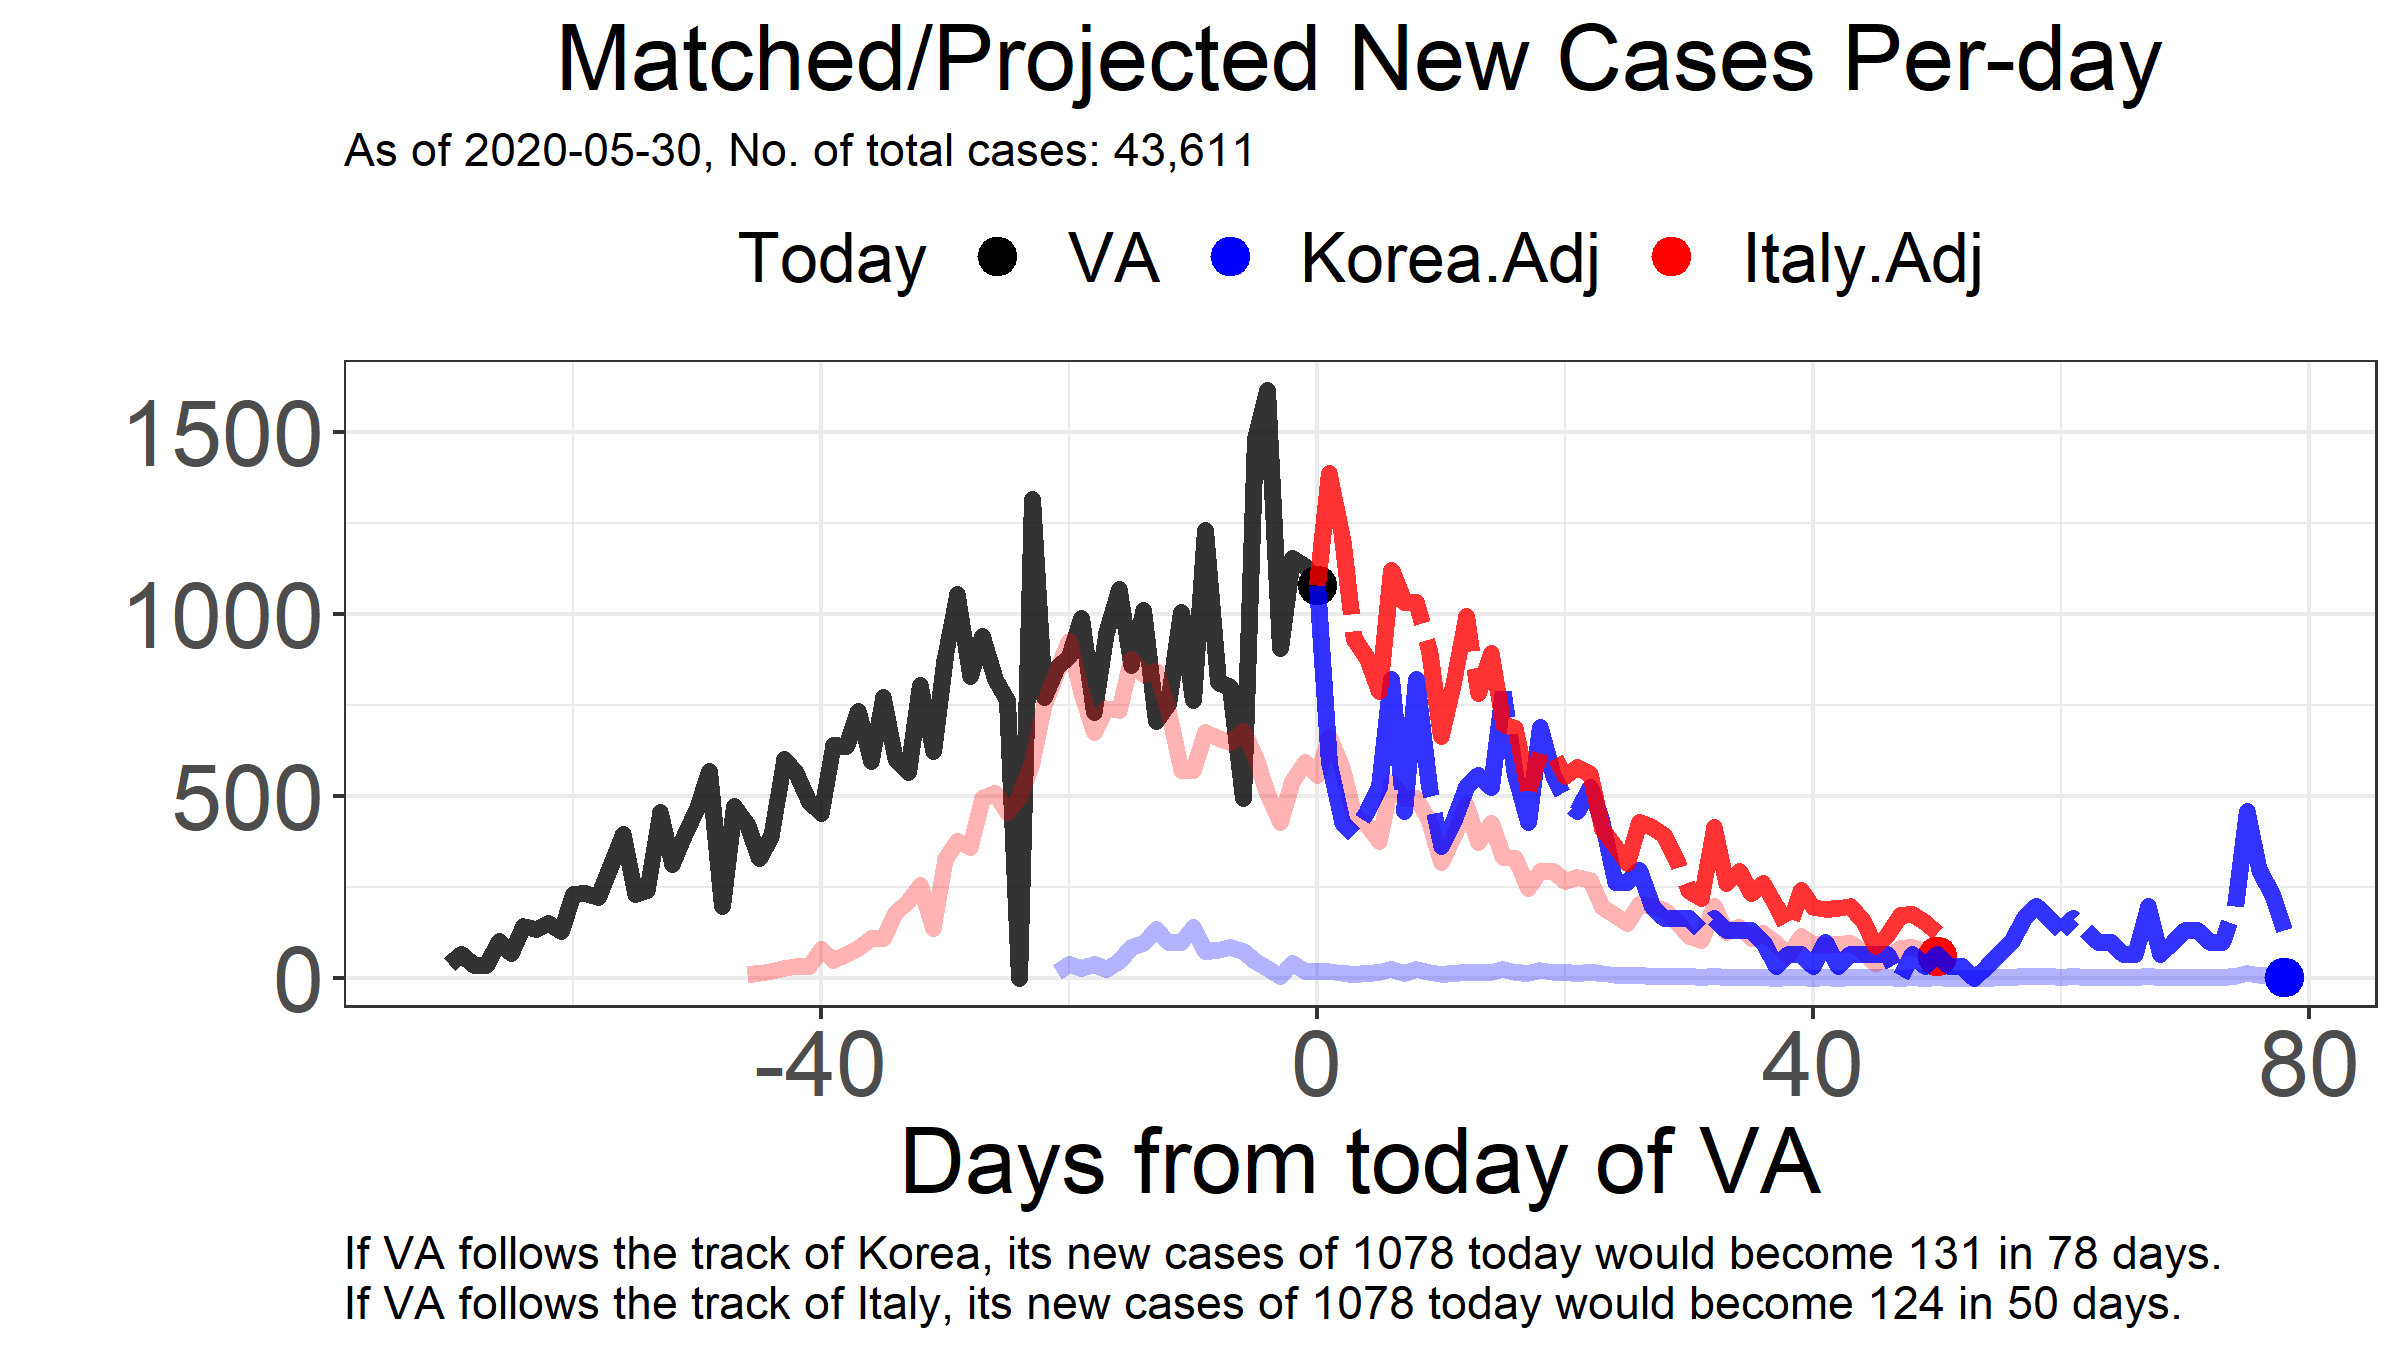 Matched/Projected New Cases Per-day
As of 2020-05-30, No. of total cases: 43,611
Today VA Korea.Adj Italy.Adj
1500
1000
500
0
-40 0 40 80
Days from today of VA
If VA follows the track of Korea, its new cases of 1078 today would become 131 in 78 days.
If VA follows the track of Italy, its new cases of 1078 today would become 124 in 50 days.